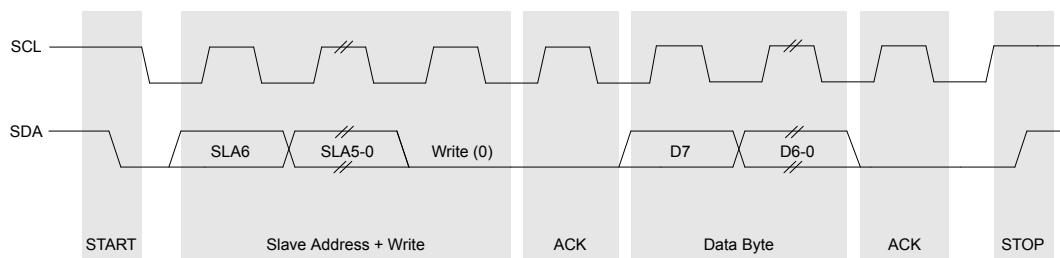 SCL
SDA
SLA6 SLA5-0 Write (0) D7 D6-0
START Slave Address + Write ACK Data Byte ACK STOP